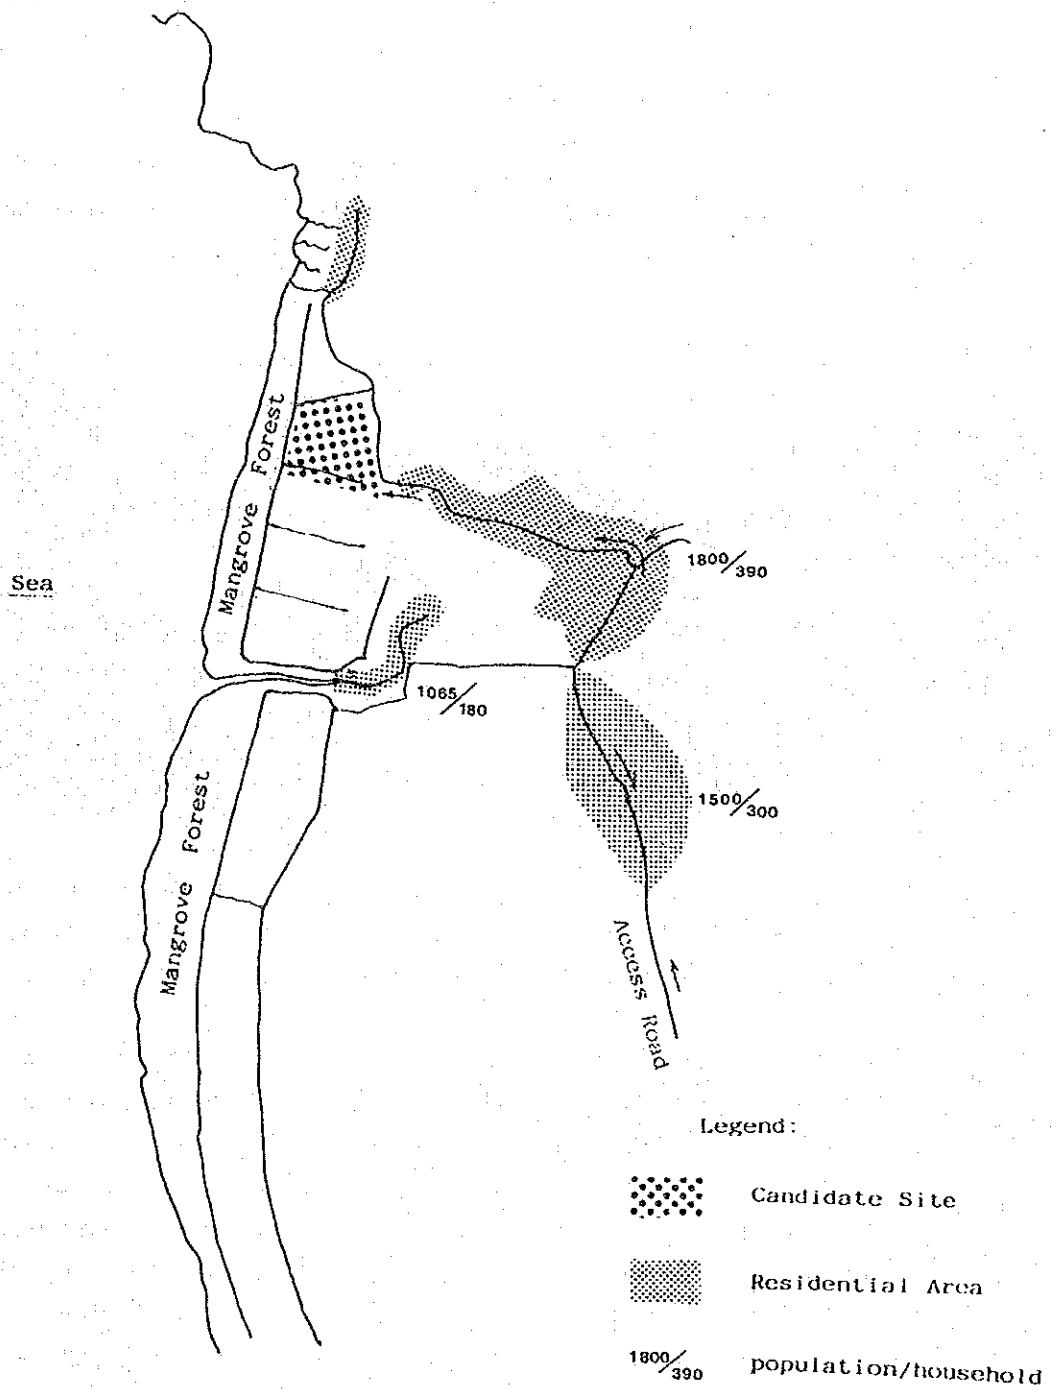 Mangrove Forest
Sea
1800/390
1065/180
1500/300
Mangrove Forest
Access Road
Legend:
Candidate Site
Residential Area
1800/390 population/household